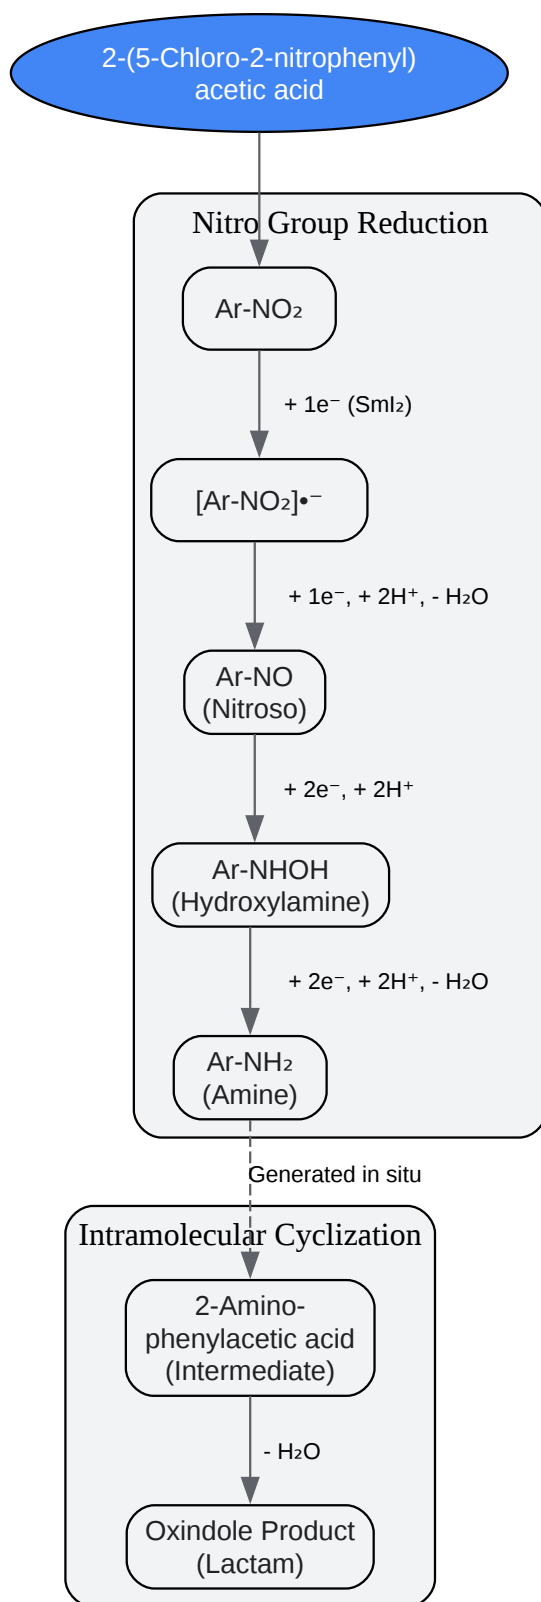 2-(5-Chloro-2-nitrophenyl)
acetic acid
Nitro Group Reduction
Ar-NO₂
+ 1e⁻ (SmI₂)
[Ar-NO₂]•⁻
+ 1e⁻, + 2H⁺, - H₂O
Ar-NO
(Nitroso)
+ 2e⁻, + 2H⁺
Ar-NHOH
(Hydroxylamine)
+ 2e⁻, + 2H⁺, - H₂O
Ar-NH₂
(Amine)
Generated in situ
Intramolecular Cyclization
2-Amino-
phenylacetic acid
(Intermediate)
- H₂O
Oxindole Product
(Lactam)